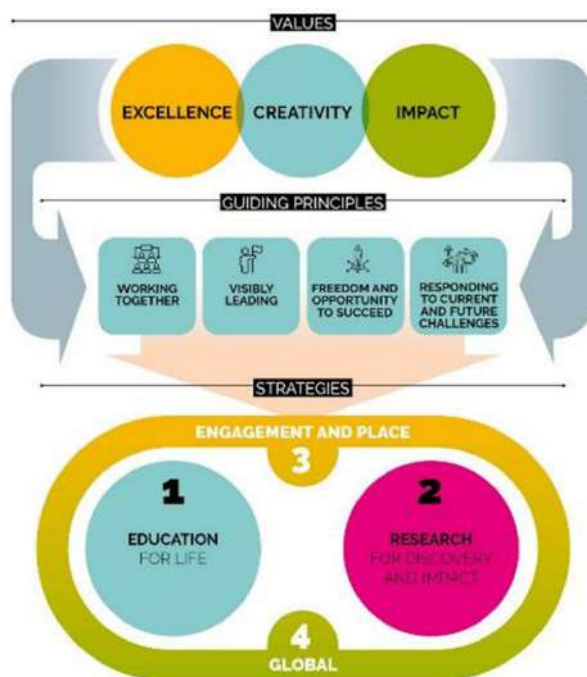 VALUES
EXCELLENCE
CREATIVITY
IMPACT
GUIDING PRINCIPLES
WORKING
TOGETHER
VISIBLY
LEADING
FREEDOM AND
OPPORTUNITY
TO SUCCEED
RESPONDING
TO CURRENT
AND FUTURE
CHALLENGES
STRATEGIES
ENGAGEMENT AND PLACE
3
1
EDUCATION
FOR LIFE
2
RESEARCH
FOR DISCOVERY
AND IMPACT
4
GLOBAL